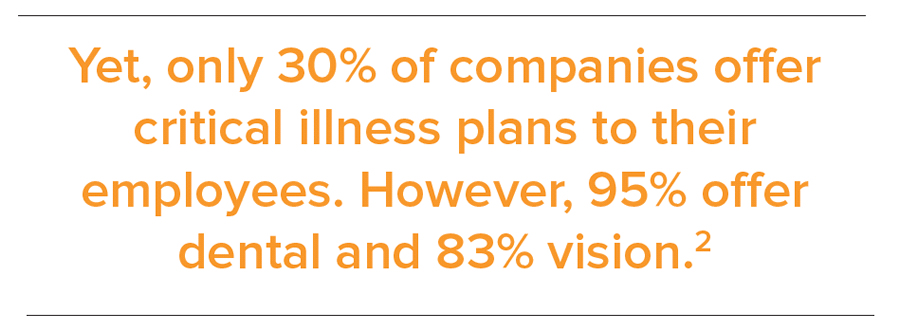 Yet, only 30% of companies offer
critical illness plans to their
employees. However, 95% offer
dental and 83% vision.²